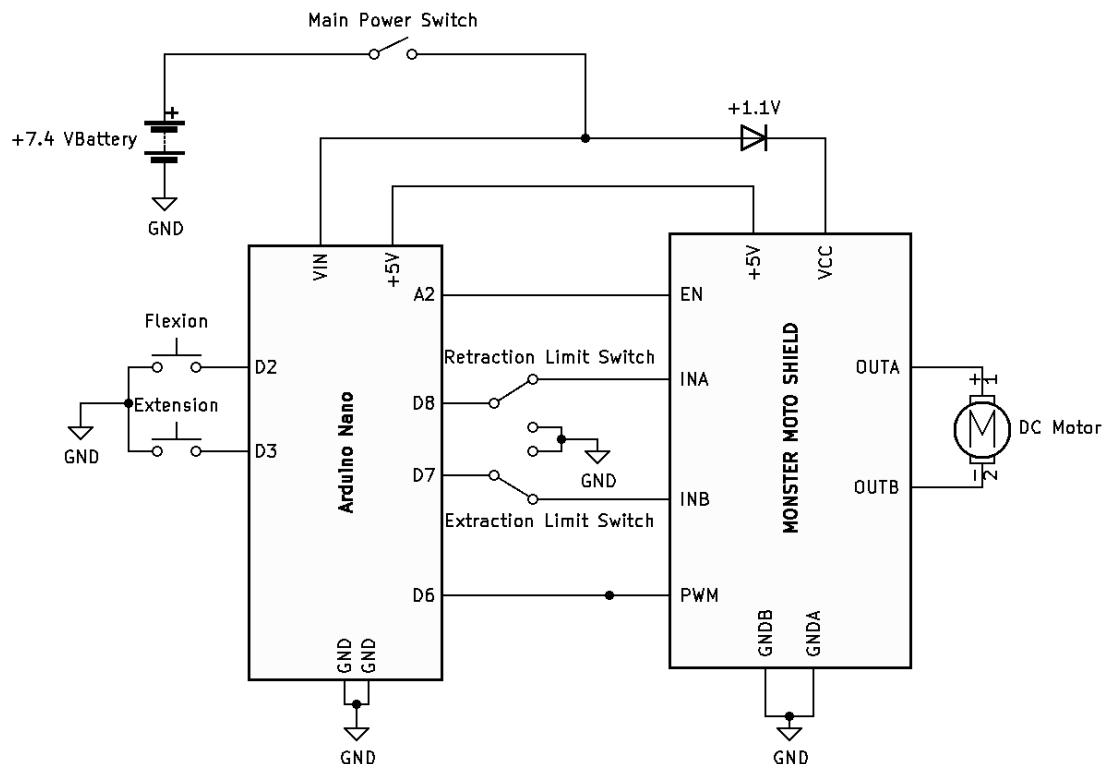 Main Power Switch
+1.1V
+
+7.4 VBattery
GND
VIN
+5V
+5V
VCC
A2
EN
Flexion
D2
Retraction Limit Switch
INA
OUTA
+ 1
D8
Extension
GND
D3
Arduino Nano
MONSTER MOTO SHIELD
M
DC Motor
GND
D7
- 2
OUTB
INB
Extraction Limit Switch
D6
PWM
GND
GND
GNDB
GNDA
GND
GND